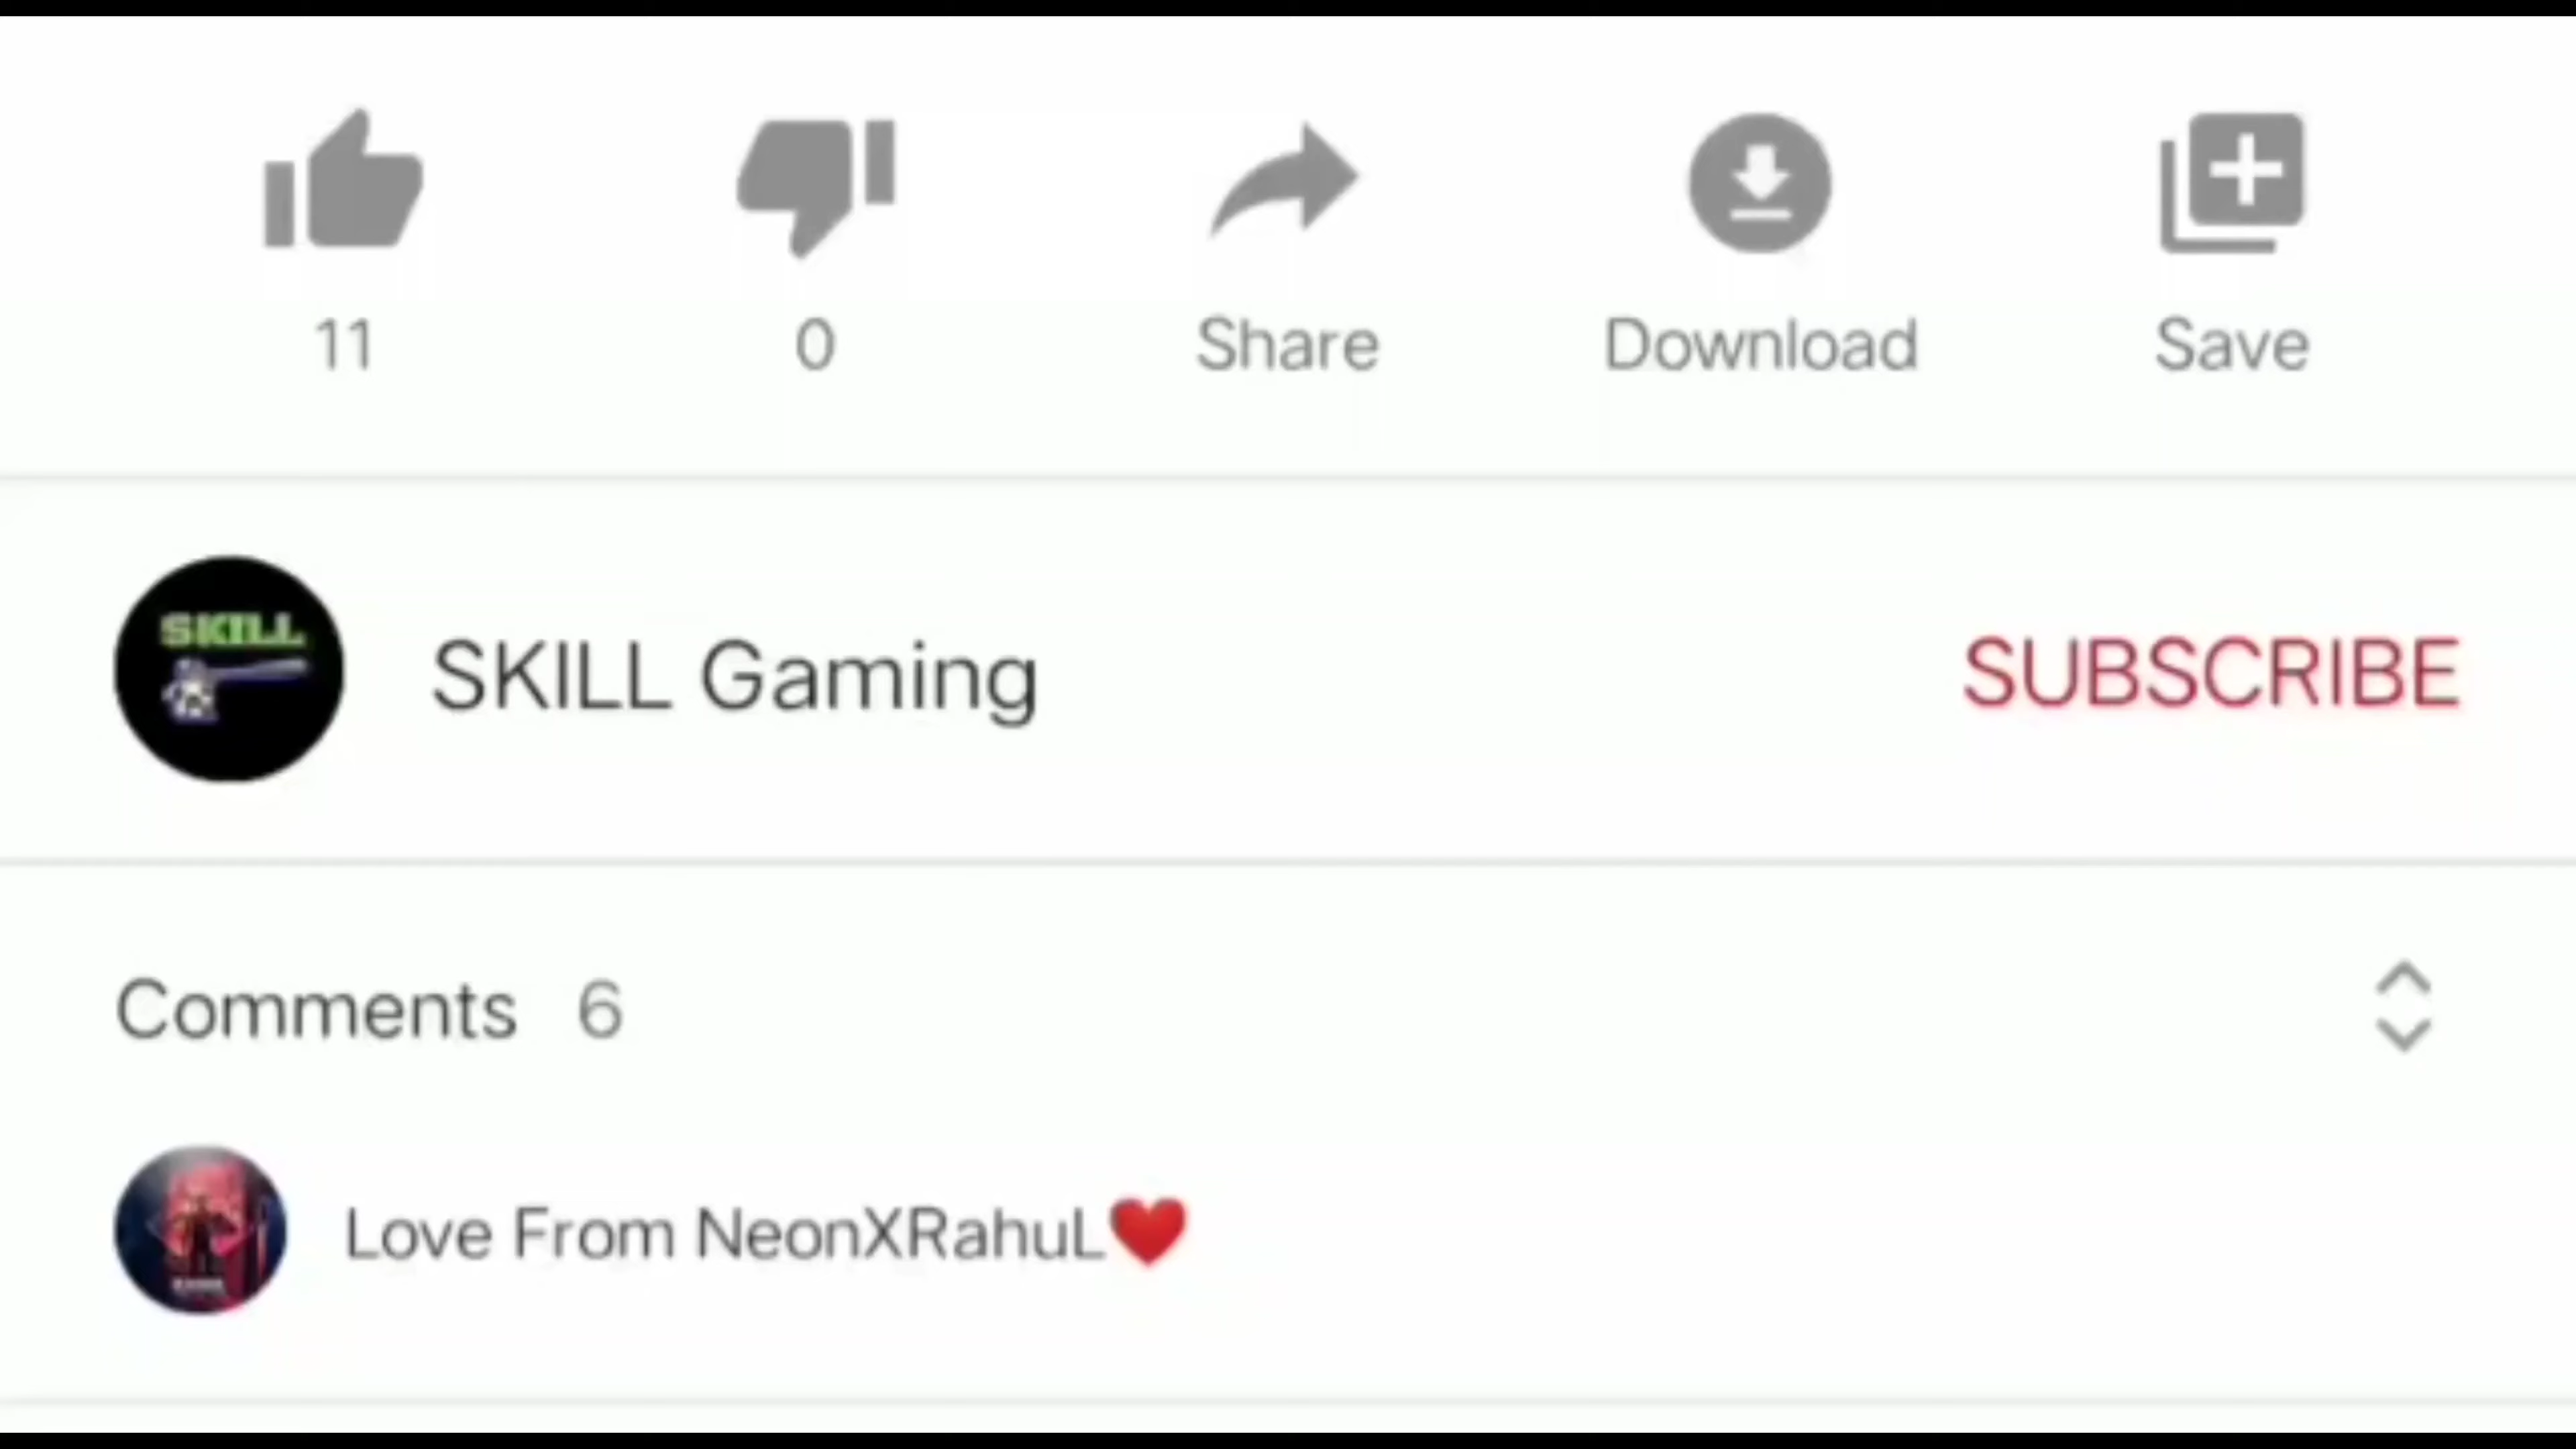 11
0
Share
Download
Save
SKILL
SKILL Gaming
SUBSCRIBE
Comments 6
Love From NeonXRahuL❤️